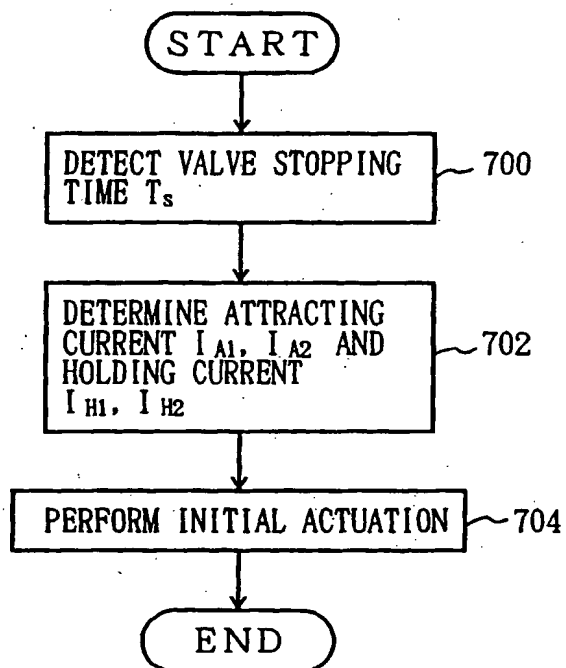 START
DETECT VALVE STOPPING
TIME Ts
700
DETERMINE ATTRACTING
CURRENT IA1, IA2 AND
HOLDING CURRENT
IH1, IH2
702
PERFORM INITIAL ACTUATION
704
END